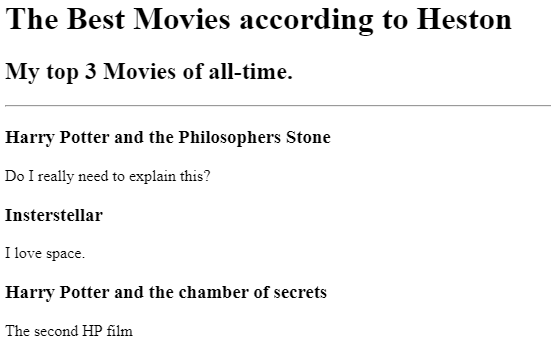 The Best Movies according to Heston
My top 3 Movies of all-time.
Harry Potter and the Philosophers Stone
Do I really need to explain this?
Insterstellar
I love space.
Harry Potter and the chamber of secrets
The second HP film